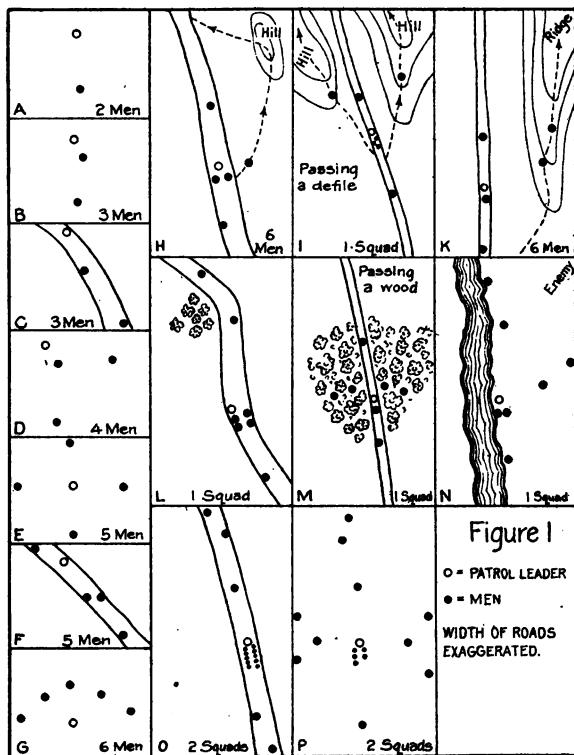 A
2 Men
B
3 Men
C
3 Men
D
4 Men
E
5 Men
F
5 Men
G
6 Men
Hill
H
6
Men
Hill
Hill
Passing
a defile
I
1 Squad
Ridge
K
6 Men
L
1 Squad
Passing
a wood
M
1 Squad
Enemy
N
1 Squad
O
2 Squads
P
2 Squads
Figure 1
O = PATROL LEADER
● = MEN
WIDTH OF ROADS
EXAGGERATED.